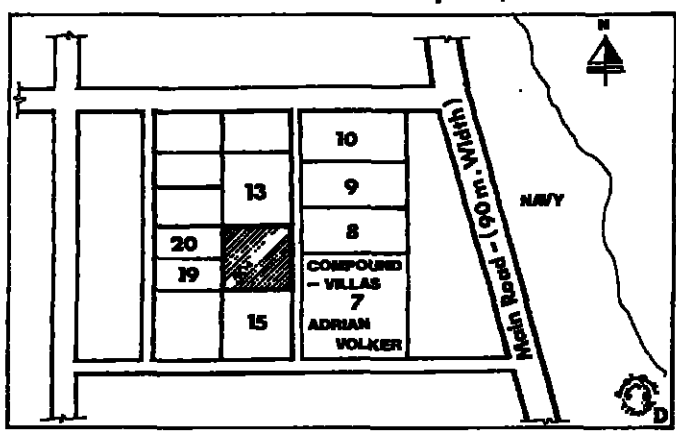 N
10
Main Road - (90 m. Width)
13
9
NAVY
8
20
19
COMPOUND
- VILLAS
7
15
ADRIAN
VOLKER
D